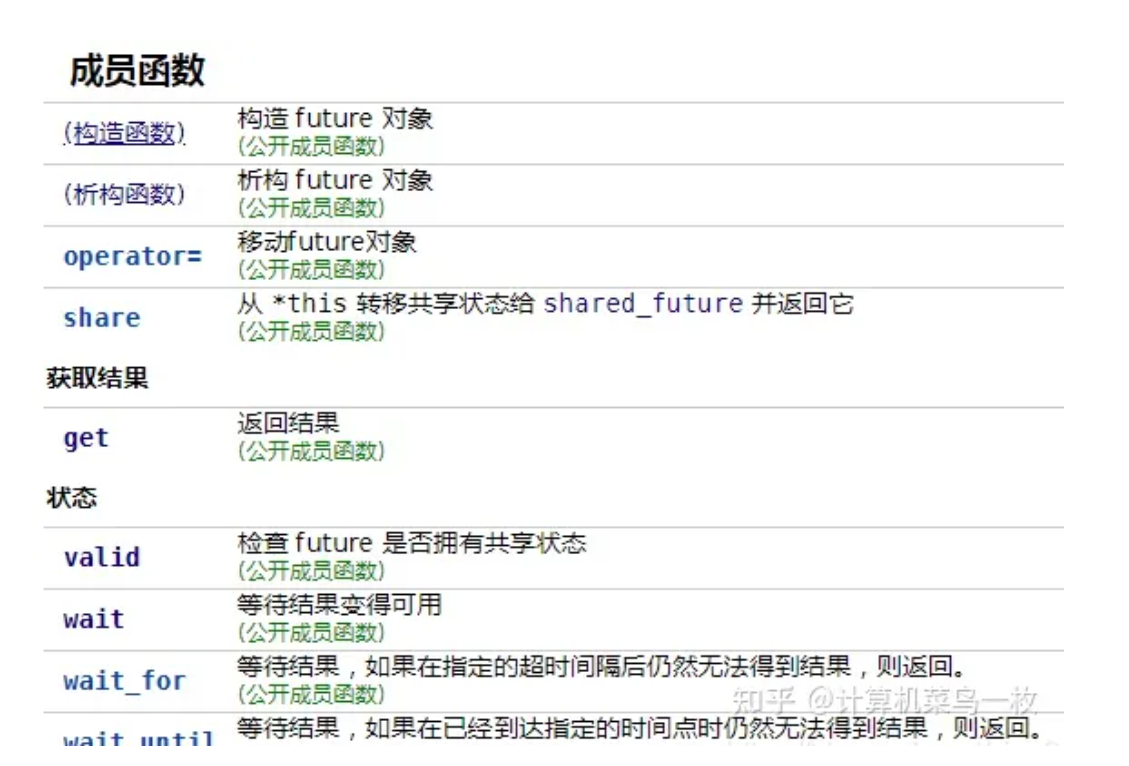 成员函数
(构造函数)
构造 future 对象
(公开成员函数)
(析构函数)
析构 future 对象
(公开成员函数)
operator=
移动future对象
(公开成员函数)
share
从 *this 转移共享状态给 shared_future 并返回它
(公开成员函数)
获取结果
get
返回结果
(公开成员函数)
状态
valid
检查 future 是否拥有共享状态
(公开成员函数)
wait
等待结果变得可用
(公开成员函数)
wait_for
等待结果，如果在指定的超时间隔后仍然无法得到结果，则返回。
(公开成员函数)
知乎 @计算机菜鸟一枚
wait_until
等待结果，如果在已经到达指定的时间点时仍然无法得到结果，则返回。